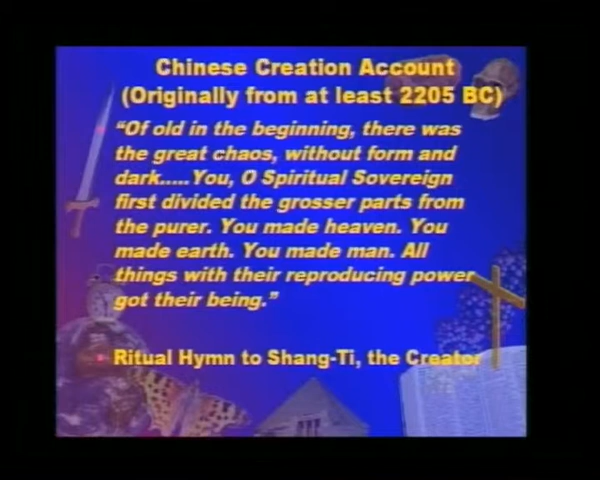 Chinese Creation Account
(Originally from at least 2205 BC)
“Of old in the beginning, there was
the great chaos, without form and
dark.....You, O Spiritual Sovereign
first divided the grosser parts from
the purer. You made heaven. You
made earth. You made man. All
things with their reproducing power
got their being.”
Ritual Hymn to Shang-Ti, the Creator